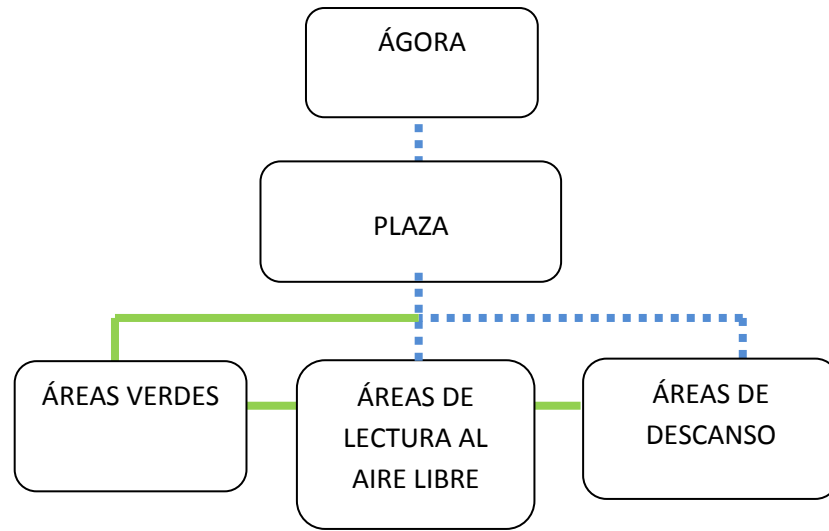 ÁGORA
PLAZA
ÁREAS VERDES
ÁREAS DE
LECTURA AL
AIRE LIBRE
ÁREAS DE
DESCANSO